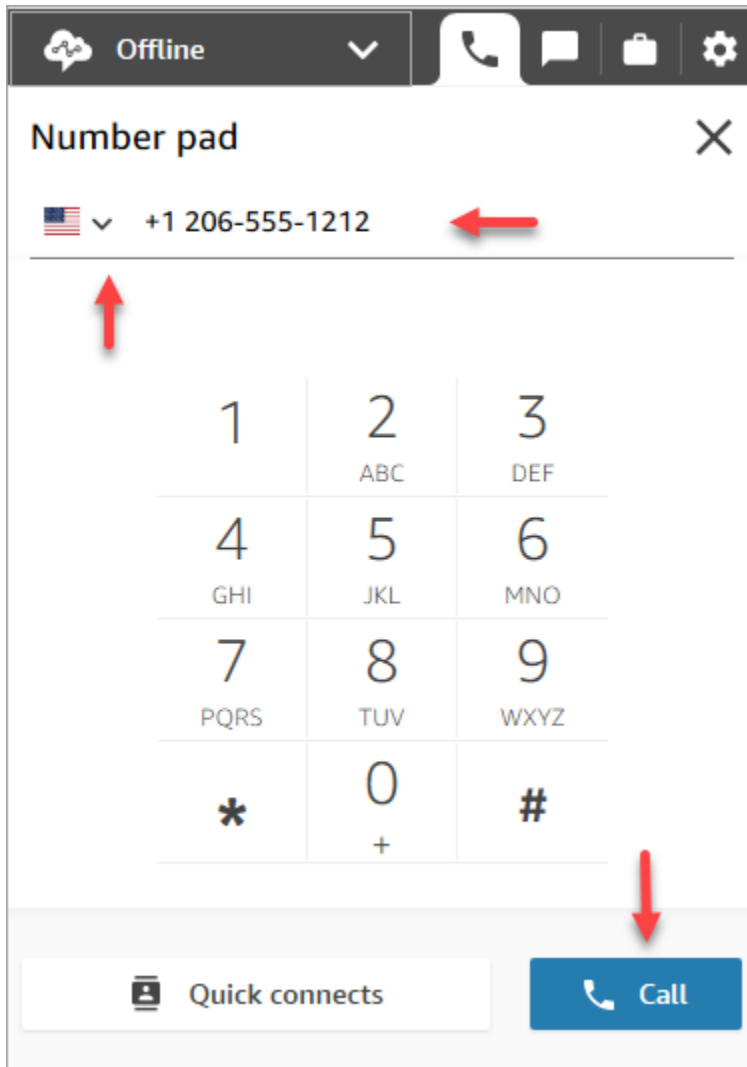 Offline
Number pad
+1 206-555-1212
1 2 3
ABC DEF
4 5 6
GHI JKL MNO
7 8 9
PQRS TUV WXYZ
* 0 #
+
Quick connects Call